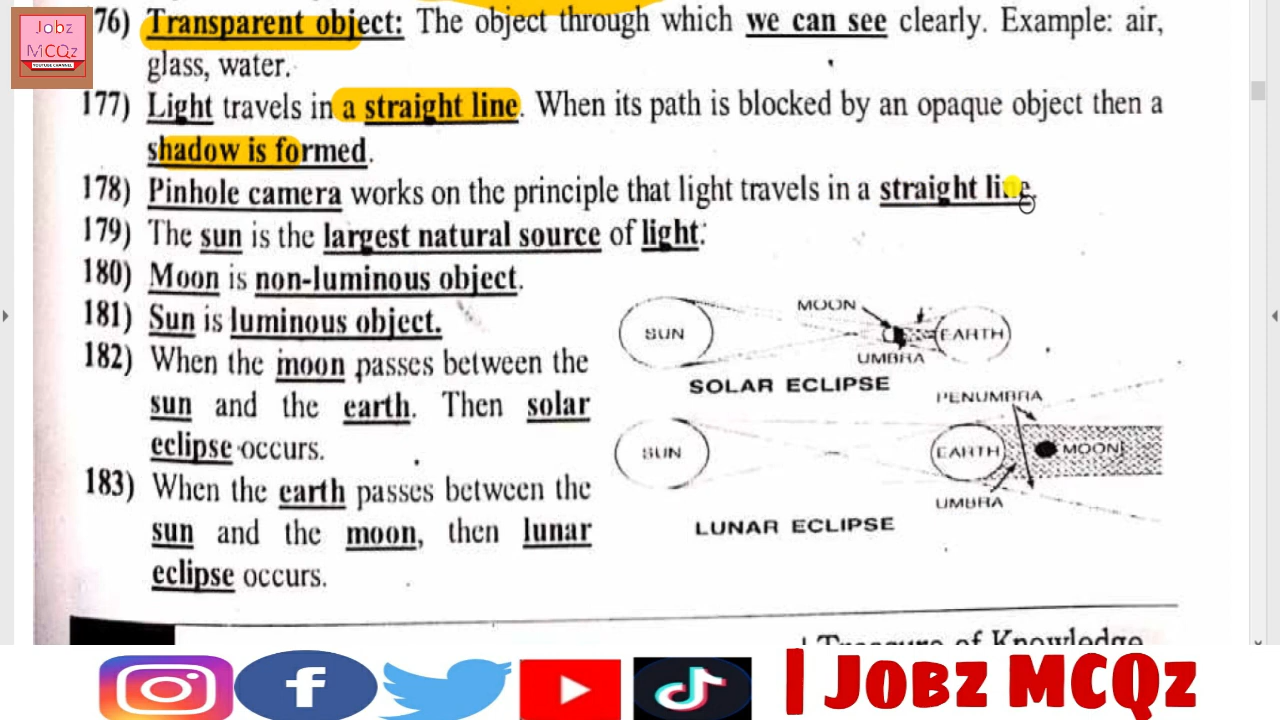 Jobz
MCQz
YOUTUBE CHANNEL
76) Transparent object: The object through which we can see clearly. Example: air,
glass, water.
177) Light travels in a straight line. When its path is blocked by an opaque object then a
shadow is formed.
178) Pinhole camera works on the principle that light travels in a straight line.
179) The sun is the largest natural source of light.
180) Moon is non-luminous object.
181) Sun is luminous object.
182) When the moon passes between the
sun and the earth. Then solar
eclipse occurs.
183) When the earth passes between the
sun and the moon, then lunar
eclipse occurs.
MOON
SUN
EARTH
UMBRA
SOLAR ECLIPSE
PENUMBRA
SUN
EARTH
MOON
UMBRA
LUNAR ECLIPSE
Treasure of Knowledge
f
| Jobz MCQz